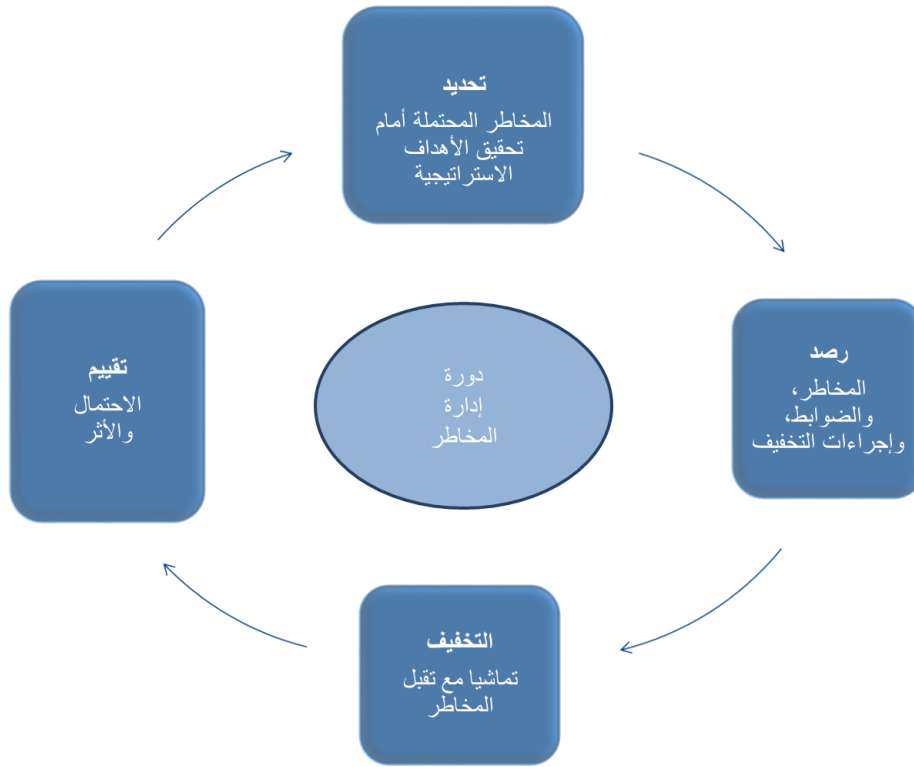 تحديد
المخاطر المحتملة أمام
تحقيق الأهداف
الاستراتيجية
رصد
المخاطر،
والضوابط،
وإجراءات التخفيف
التخفيف
تماشيا مع تقبل
المخاطر
تقييم
الاحتمال
والأثر
دورة
إدارة
المخاطر